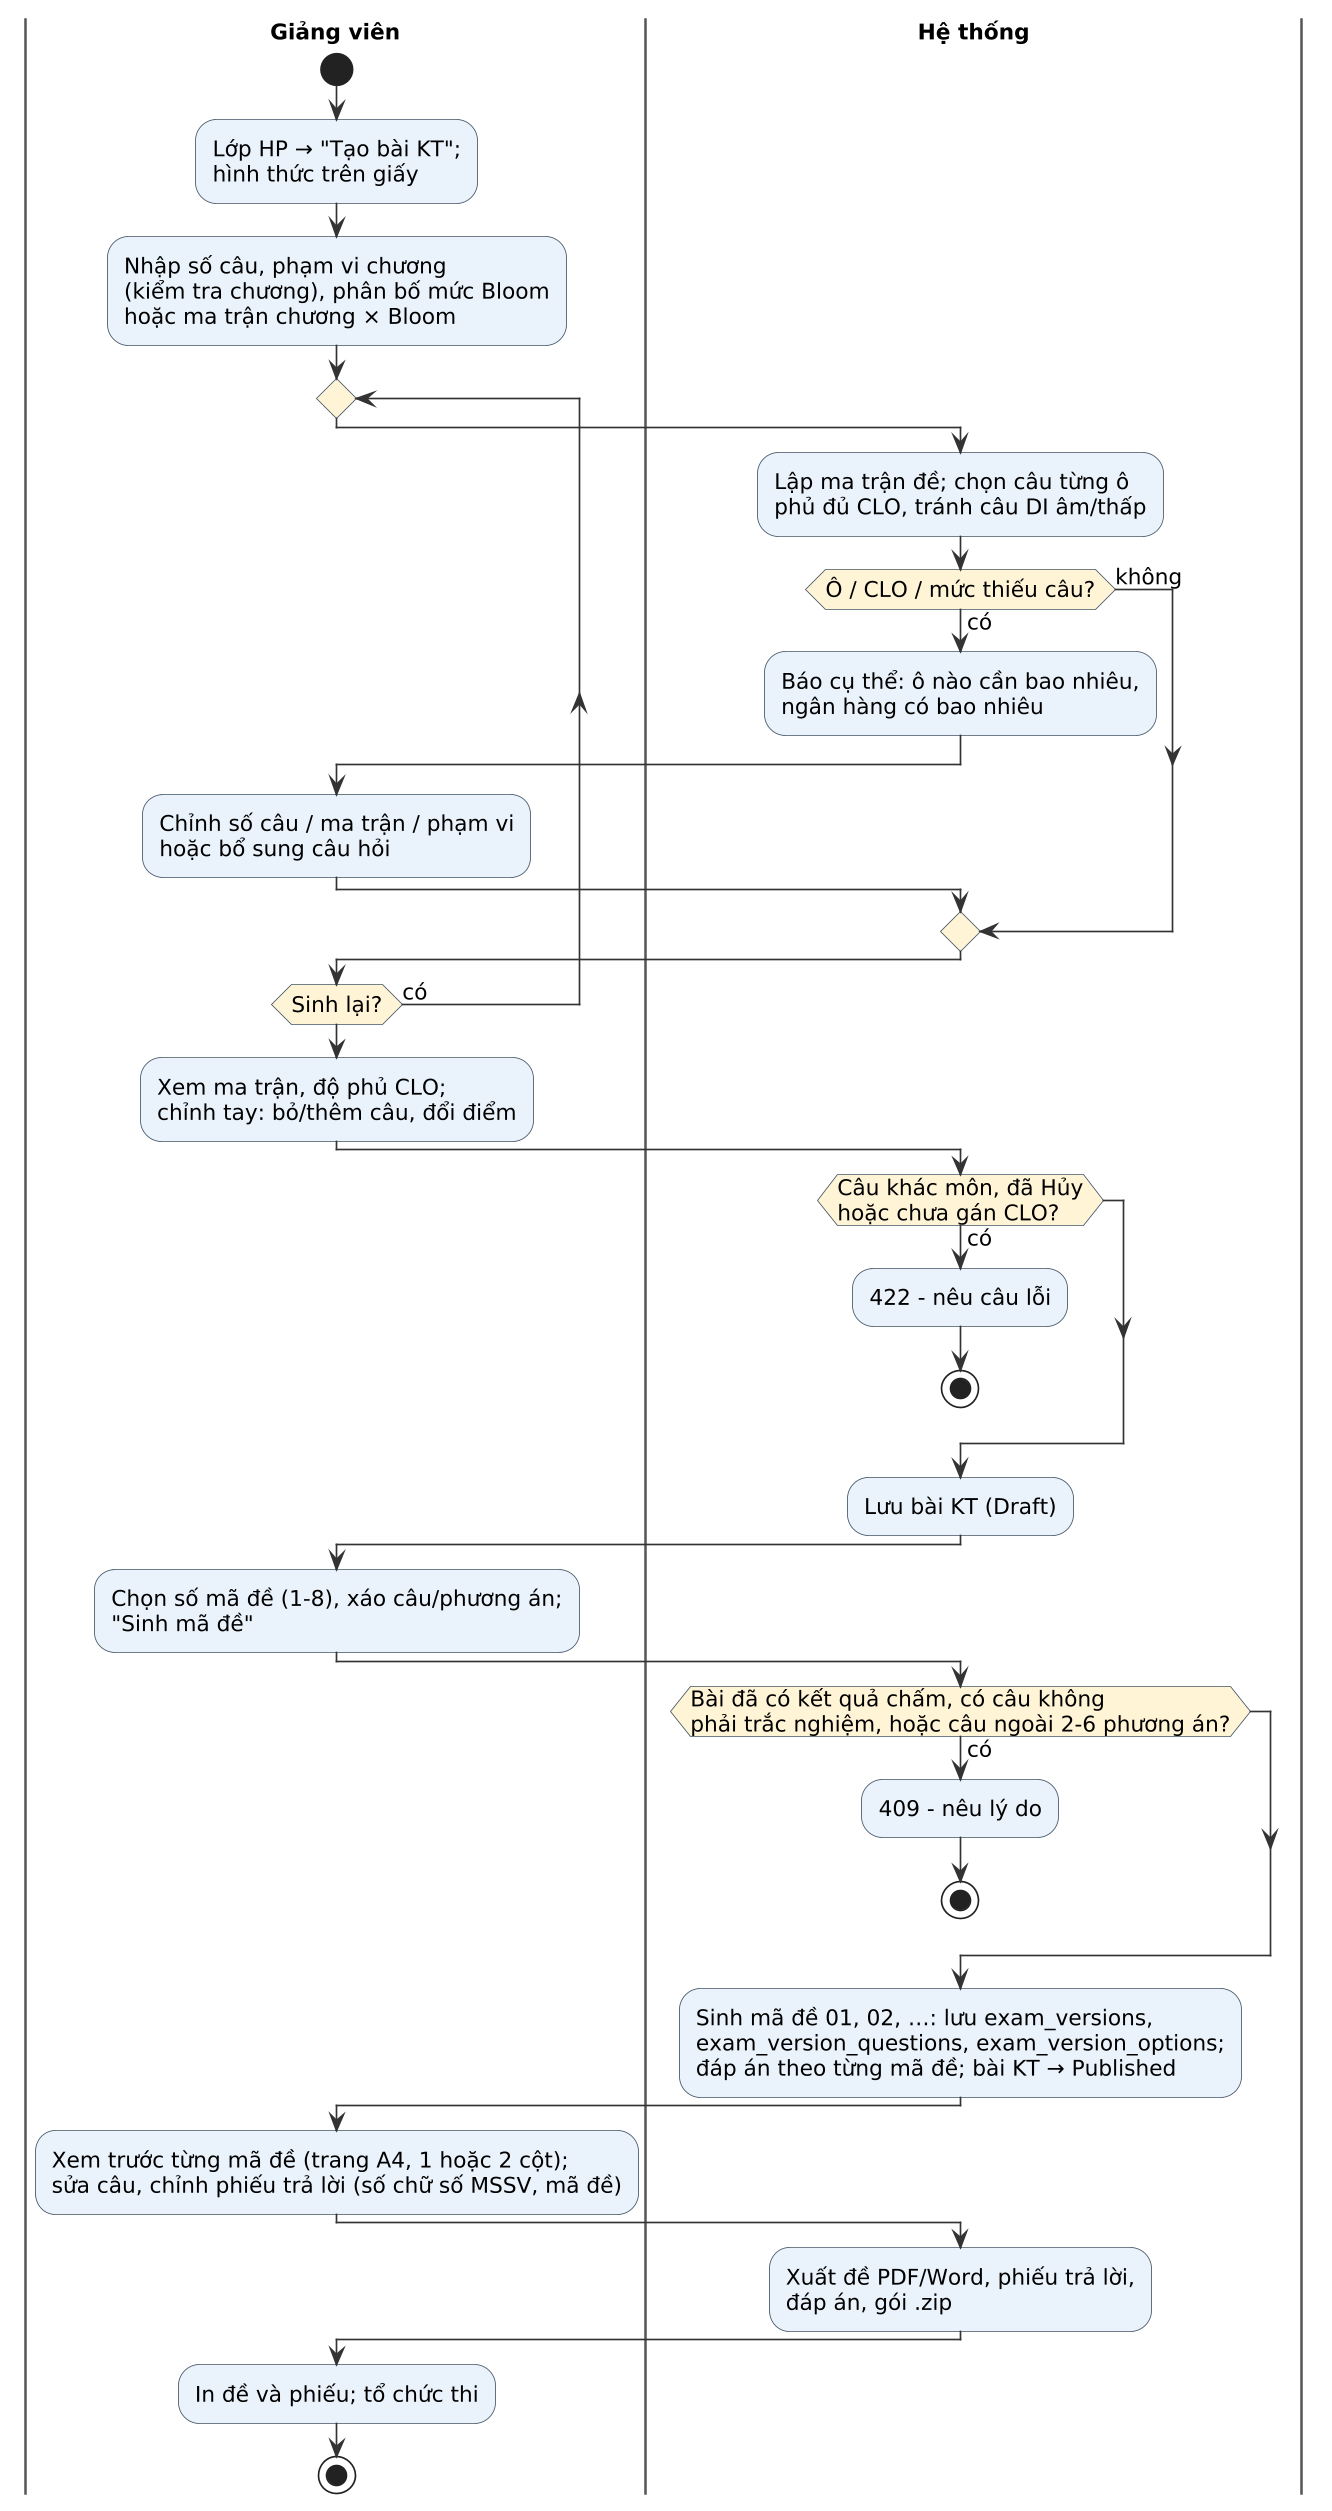 Giảng viên
Hệ thống
Lớp HP → "Tạo bài KT";
hình thức trên giấy
Nhập số câu, phạm vi chương
(kiểm tra chương), phân bố mức Bloom
hoặc ma trận chương × Bloom
Lập ma trận đề; chọn câu từng ô
phủ đủ CLO, tránh câu DI âm/thấp
Ô / CLO / mức thiếu câu?
không
có
Báo cụ thể: ô nào cần bao nhiêu,
ngân hàng có bao nhiêu
Chỉnh số câu / ma trận / phạm vi
hoặc bổ sung câu hỏi
Sinh lại?
có
Xem ma trận, độ phủ CLO;
chỉnh tay: bỏ/thêm câu, đổi điểm
Câu khác môn, đã Hủy
hoặc chưa gán CLO?
có
422 - nêu câu lỗi
Lưu bài KT (Draft)
Chọn số mã đề (1-8), xáo câu/phương án;
"Sinh mã đề"
Bài đã có kết quả chấm, có câu không
phải trắc nghiệm, hoặc câu ngoài 2-6 phương án?
có
409 - nêu lý do
Sinh mã đề 01, 02, ...: lưu exam_versions,
exam_version_questions, exam_version_options;
đáp án theo từng mã đề; bài KT → Published
Xem trước từng mã đề (trang A4, 1 hoặc 2 cột);
sửa câu, chỉnh phiếu trả lời (số chữ số MSSV, mã đề)
Xuất đề PDF/Word, phiếu trả lời,
đáp án, gói .zip
In đề và phiếu; tổ chức thi